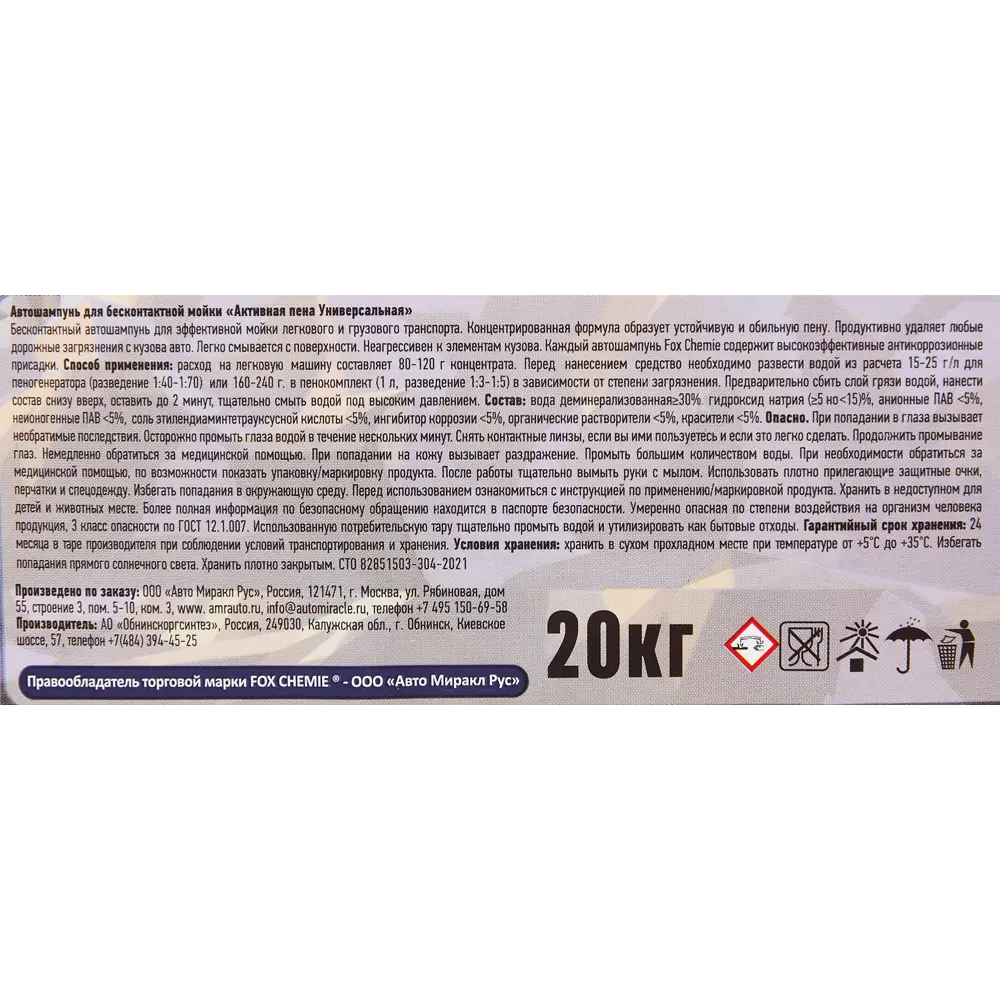 Автошампунь для бесконтактной мойки «Активная пена Универсальная»
Бесконтактный автошампунь для эффективной мойки легкового и грузового транспорта. Концентрированная формула образует устойчивую и обильную пену. Продуктивно удаляет любые
дорожные загрязнения с кузова авто. Легко смывается с поверхности. Неагрессивен к элементам кузова. Каждый автошампунь Fox Chemie содержит высокоэффективные антикоррозионные
присадки. Способ применения: расход на легковую машину составляет 80-120 г концентрата. Перед нанесением средство необходимо развести водой из расчета 15-25 г/л для
пеногенератора (разведение 1:40-1:70) или 160-240 г. в пенокомплект (1 л, разведение 1:3-1:5) в зависимости от степени загрязнения. Предварительно сбить слой грязи водой, нанести
состав снизу вверх, оставить до 2 минут, тщательно смыть водой под высоким давлением. Состав: вода деминерализованная≥30% гидроксид натрия (≥5 но<15)%, анионные ПАВ <5%,
неионогенные ПАВ <5%, соль этилендиаминтетрауксусной кислоты <5%, ингибитор коррозии <5%, органические растворители <5%, красители <5%. Опасно. При попадании в глаза вызывает
необратимые последствия. Осторожно промыть глаза водой в течение нескольких минут. Снять контактные линзы, если вы ими пользуетесь и если это легко сделать. Продолжить промывание
глаз. Немедленно обратиться за медицинской помощью. При попадании на кожу вызывает раздражение. Промыть большим количеством воды. При необходимости обратиться за
медицинской помощью, по возможности показать упаковку/маркировку продукта. После работы тщательно вымыть руки с мылом. Использовать плотно прилегающие защитные очки,
перчатки и спецодежду. Избегать попадания в окружающую среду. Перед использованием ознакомиться с инструкцией по применению/маркировкой продукта. Хранить в недоступном для
детей и животных месте. Более полная информация по безопасному обращению находится в паспорте безопасности. Умеренно опасная по степени воздействия на организм человека
продукция, 3 класс опасности по ГОСТ 12.1.007. Использованную потребительскую тару тщательно промыть водой и утилизировать как бытовые отходы. Гарантийный срок хранения: 24
месяца в таре производителя при соблюдении условий транспортирования и хранения. Условия хранения: хранить в сухом прохладном месте при температуре от +5°С до +35°С. Избегать
попадания прямого солнечного света. Хранить плотно закрытым. СТО 82851503-304-2021
Произведено по заказу: ООО «Авто Миракл Рус», Россия, 121471, г. Москва, ул. Рябиновая, дом
55, строение 3, пом. 5-10, ком. 3, www. amrauto.ru, info@automiracle.ru, телефон +7 495 150-69-58
Производитель: АО «Обнинскоргсинтез», Россия, 249030, Калужская обл., г. Обнинск, Киевское
шоссе, 57, телефон +7(484) 394-45-25
Правообладатель торговой марки FOX CHEMIE ® - ООО «Авто Миракл Рус»
20КГ